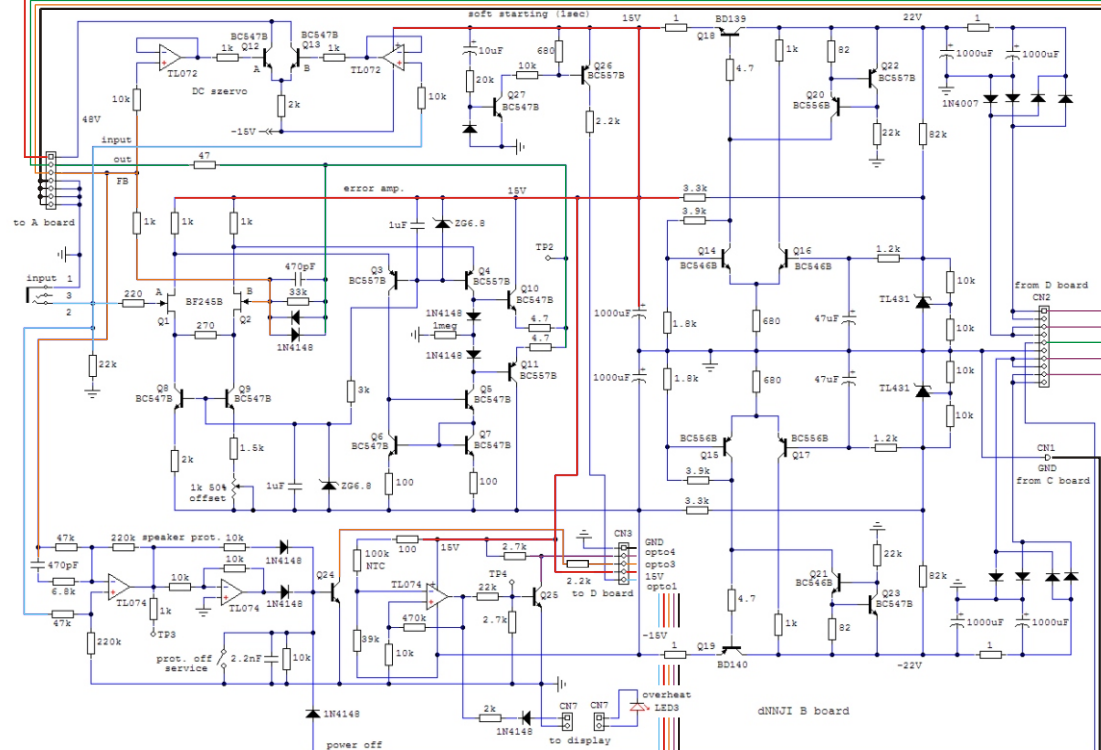 soft starting (1sec)
15V
1
BD139
22V
1
Q18
BC547B
BC547B
Q12
Q13
1k
1k
TL072
A
B
TL072
DC szervo
10k
10k
2k
-15V
48V
10uF
680
10k
20k
Q26
BC557B
Q27
BC547B
2.2k
4.7
1k
82
Q22
BC557B
Q20
BC556B
22k
82k
1000uF
1000uF
1N4007
input
out
47
FB
to A board
error amp.
15V
3.3k
3.9k
1k
1k
1k
1uF
ZG6.8
TP2
Q14
BC546B
Q16
BC546B
1.2k
10k
TL431
10k
from D board
CN2
input
1
3
2
220
A
BF245B
B
Q1
Q2
270
470pF
33k
1N4148
Q3
BC557B
Q4
BC557B
Q10
BC547B
1N4148
1meg
1N4148
4.7
4.7
Q11
BC557B
1000uF
1.8k
680
47uF
1000uF
1.8k
680
47uF
10k
TL431
10k
22k
Q8
BC547B
Q9
BC547B
3k
Q5
BC547B
Q6
BC547B
Q7
BC547B
2k
1.5k
1k 50%
offset
1uF
ZG6.8
100
100
BC556B
Q15
BC556B
Q17
1.2k
3.9k
3.3k
CN1
GND
from C board
47k
220k
speaker prot.
10k
1N4148
470pF
6.8k
TL074
10k
10k
TL074
1N4148
47k
1k
TP3
220k
prot. off
service
2.2nF
10k
Q24
100k
NTC
100
15V
TL074
39k
470k
10k
22k
TP4
2.7k
2.7k
Q25
CN3
GND
opto4
opto3
15V
opto1
2.2k
to D board
-15V
1
Q19
BD140
4.7
1k
Q21
BC546B
82
Q23
BC547B
22k
82k
-22V
1
1000uF
1000uF
1N4148
power off
2k
1N4148
CN7
CN7
to display
overheat
LED3
dNNJI B board